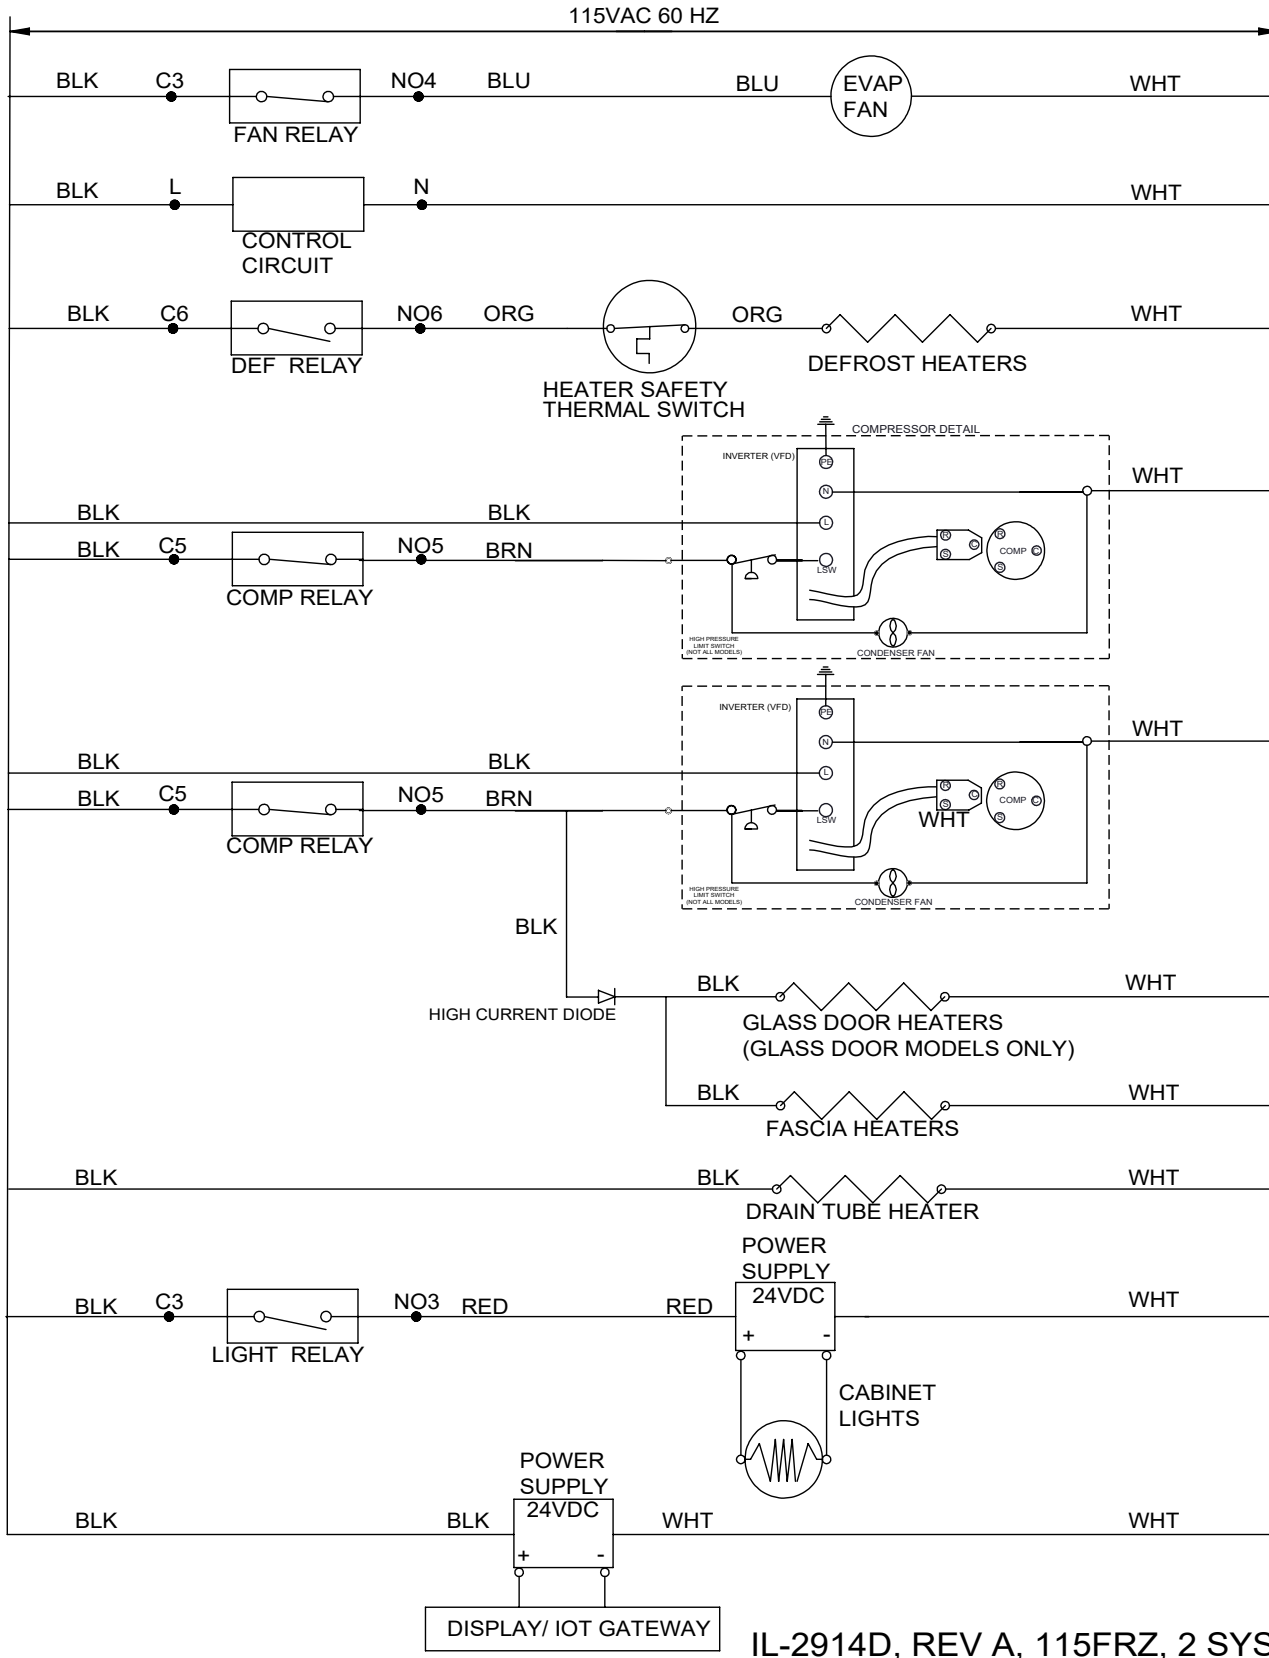 115VAC 60 HZ
BLK C3 NO4 BLU BLU EVAP WHT
FAN
FAN RELAY
BLK L N WHT
CONTROL
CIRCUIT
BLK C6 NO6 ORG ORG WHT
DEF RELAY DEFROST HEATERS
HEATER SAFETY
THERMAL SWITCH
COMPRESSOR DETAIL
INVERTER (VFD) PE
WHT
N
BLK BLK L
BLK C5 NO5 BRN
R S C R COMP C S
LSW
COMP RELAY
HIGH PRESSURE
LIMIT SWITCH
(NOT ALL MODELS)
CONDENSER FAN
INVERTER (VFD) PE
WHT
N
BLK BLK L
BLK C5 NO5 BRN
R S C R COMP C S
LSW WHT
COMP RELAY
HIGH PRESSURE
LIMIT SWITCH
(NOT ALL MODELS)
CONDENSER FAN
BLK
BLK WHT
HIGH CURRENT DIODE
GLASS DOOR HEATERS
(GLASS DOOR MODELS ONLY)
BLK WHT
FASCIA HEATERS
BLK BLK WHT
DRAIN TUBE HEATER
POWER
SUPPLY
24VDC
BLK C3 NO3 RED RED WHT
+ -
LIGHT RELAY
CABINET
LIGHTS
POWER
SUPPLY
24VDC
BLK BLK WHT WHT
+ -
DISPLAY/ IOT GATEWAY
IL-2914D, REV A, 115FRZ, 2 SYS